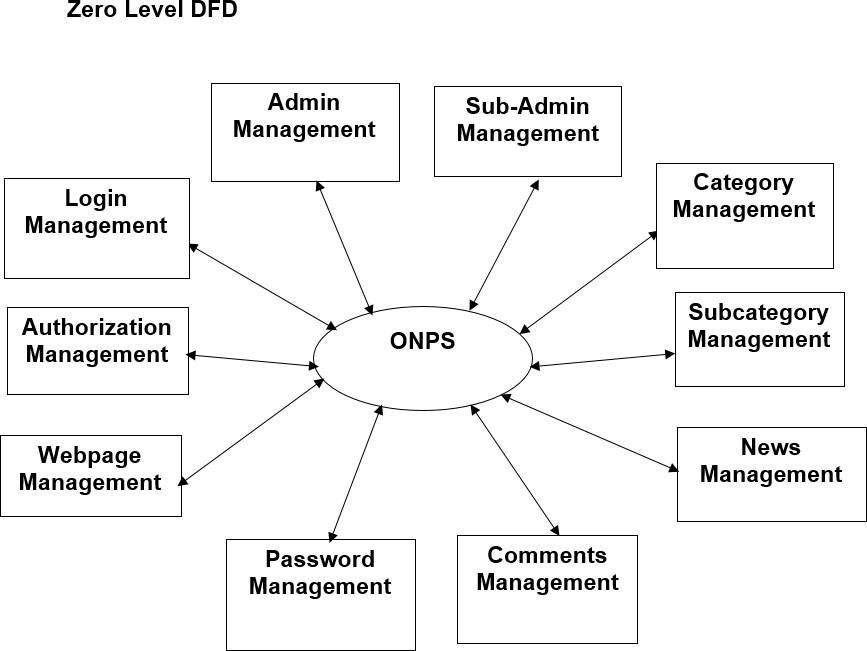 Zero Level DFD
Admin
Management
Sub-Admin
Management
Category
Management
Login
Management
Subcategory
Management
Authorization
Management
ONPS
News
Management
Webpage
Management
Password
Management
Comments
Management